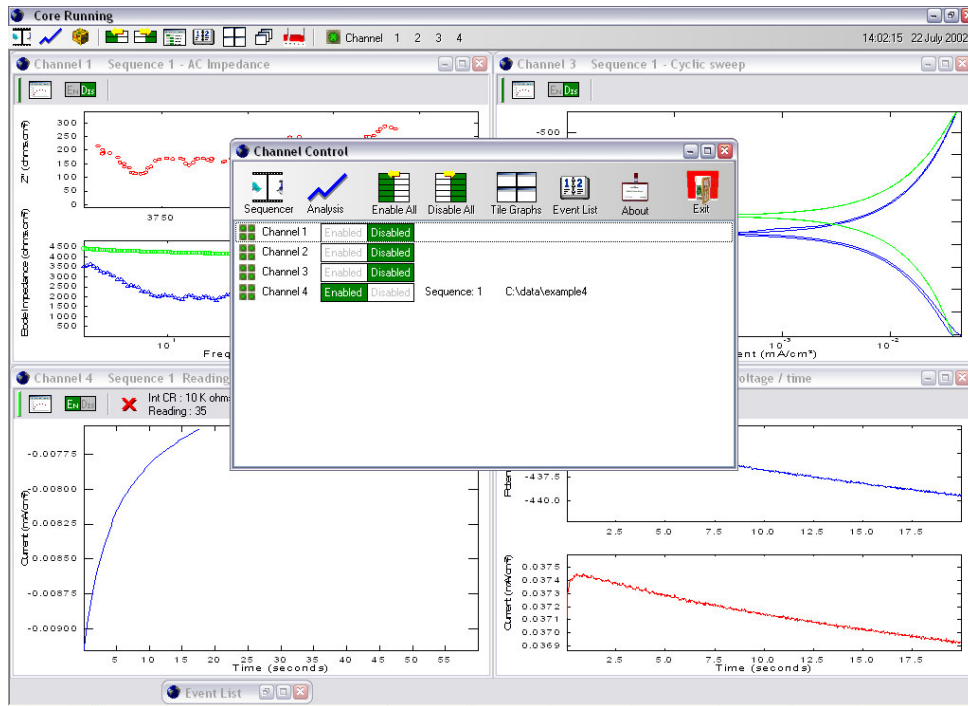 Core Running
Channel 1 2 3 4
14:02:15 22 July 2002
Channel 1 Sequence 1 - AC Impedance
En Dis
300
250
200
150
100
50
0
Z' (ohms.cm²)
3750
4500
4000
3500
3000
2500
2000
1500
1000
500
Bode Impedance (ohms.cm²)
10¹
Freq
Channel 3 Sequence 1 - Cyclic sweep
En Dis
-500
10⁻³
10⁻²
ent (mA/cm²)
Channel Control
Sequencer
Analysis
Enable All
Disable All
Tile Graphs
Event List
About
Exit
Channel 1 Enabled Disabled
Channel 2 Enabled Disabled
Channel 3 Enabled Disabled
Channel 4 Enabled Disabled Sequence: 1 C:\data\example4
Channel 4 Sequence 1 Reading
En Dis
Int CR : 10 K ohms
Reading : 35
-0.00775
-0.00800
-0.00825
-0.00850
-0.00875
-0.00900
Current (mA/cm²)
5 10 15 20 25 30 35 40 45 50 55
Time (seconds)
oltage / time
-437.5
-440.0
Poten
2.5 5.0 7.5 10.0 12.5 15.0 17.5
0.0375
0.0374
0.0373
0.0372
0.0371
0.0370
0.0369
Current (mA/cm²)
2.5 5.0 7.5 10.0 12.5 15.0 17.5
Time (seconds)
Event List